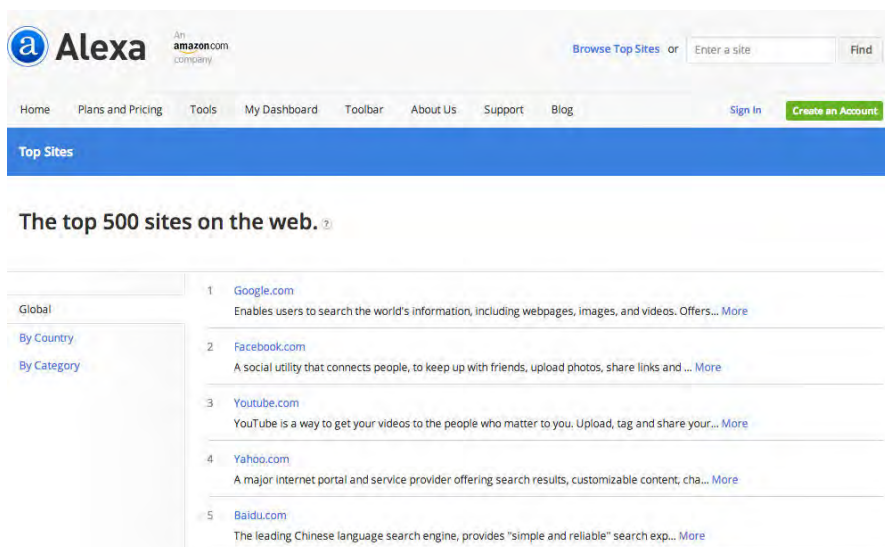 a Alexa
An
amazon.com
company
Browse Top Sites or Enter a site Find
Home Plans and Pricing Tools My Dashboard Toolbar About Us Support Blog Sign In Create an Account
Top Sites
The top 500 sites on the web. ?
Global
By Country
By Category
1 Google.com
Enables users to search the world's information, including webpages, images, and videos. Offers... More
2 Facebook.com
A social utility that connects people, to keep up with friends, upload photos, share links and ... More
3 Youtube.com
YouTube is a way to get your videos to the people who matter to you. Upload, tag and share your... More
4 Yahoo.com
A major internet portal and service provider offering search results, customizable content, cha... More
5 Baidu.com
The leading Chinese language search engine, provides "simple and reliable" search exp... More